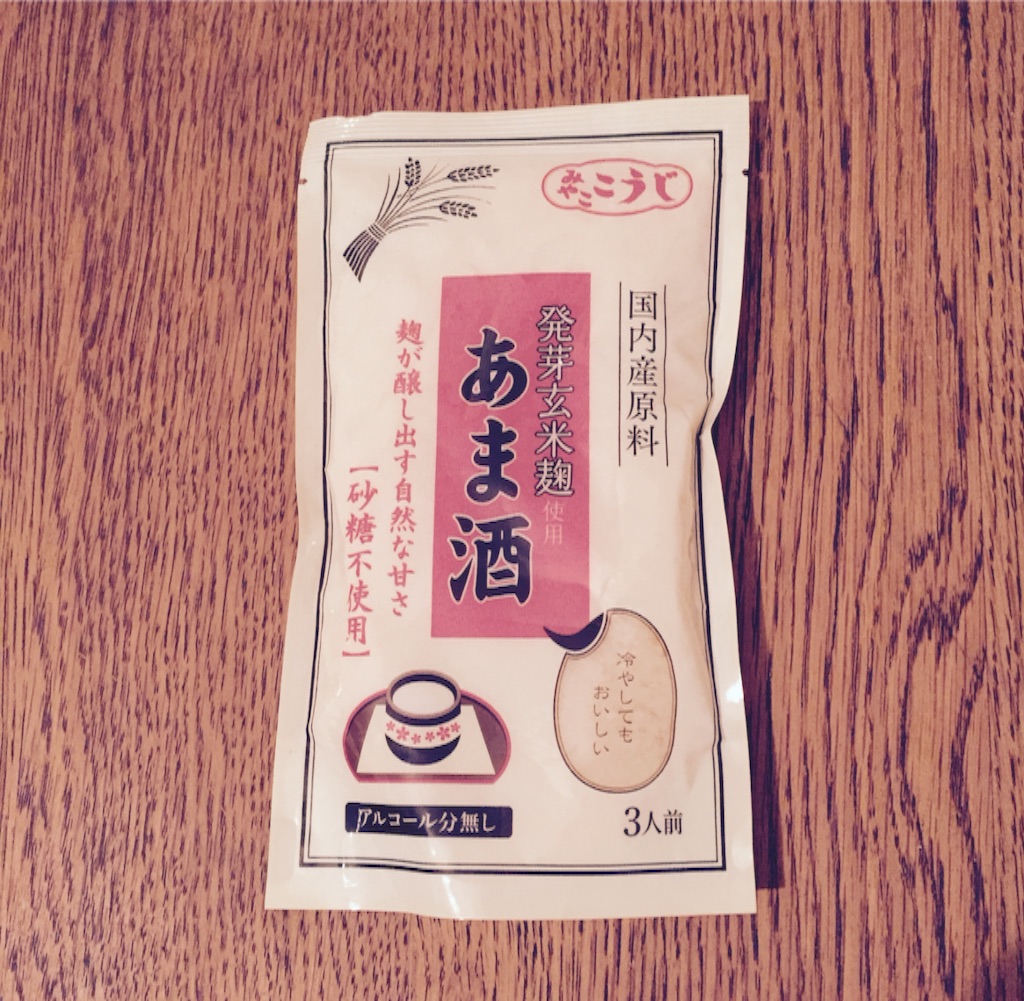 みやここうじ
国内産原料
発芽玄米麹使用
あま酒
麹が醸し出す自然な甘さ
【砂糖不使用】
冷やしても
おいしい
アルコール分無し
3人前